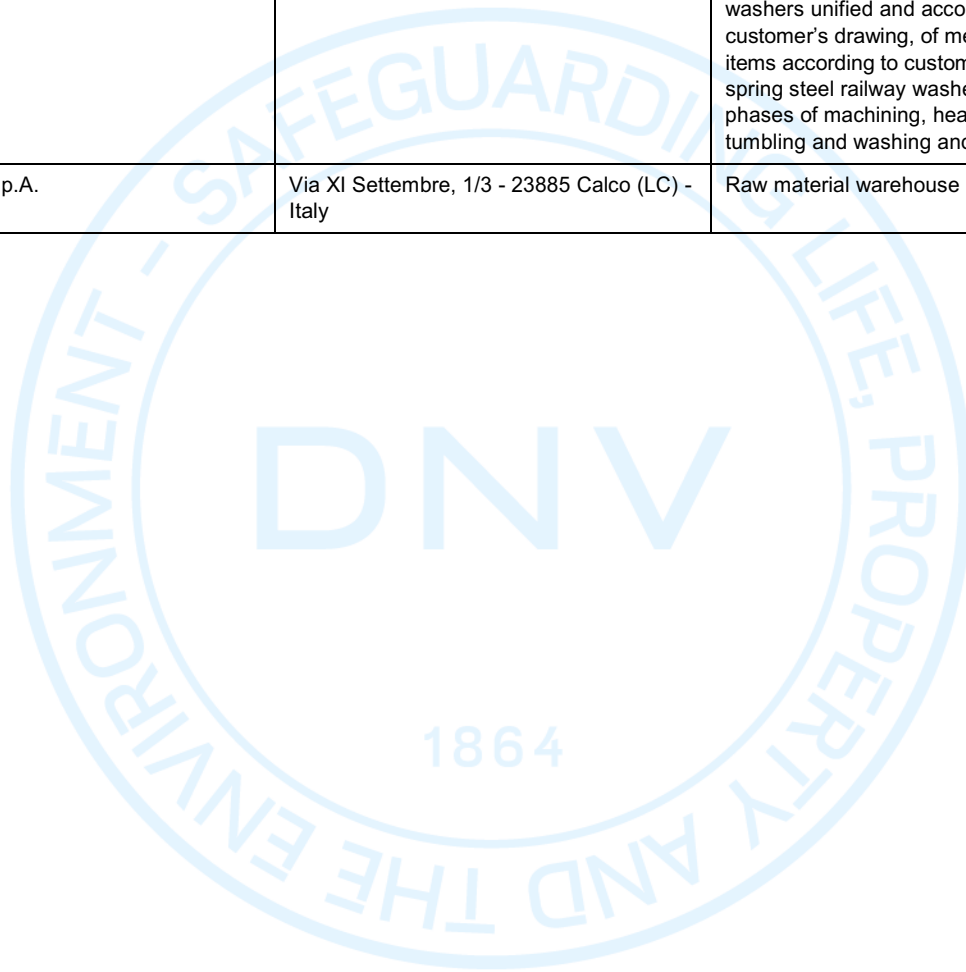 washers unified and acco
customer's drawing, of me
items according to custom
spring steel railway washe
phases of machining, hea
tumbling and washing and
p.A.
Via XI Settembre, 1/3 - 23885 Calco (LC) -
Italy
Raw material warehouse
SAFEGUARDING LIFE, PROPERTY AND THE ENVIRONMENT -
DNV
1864